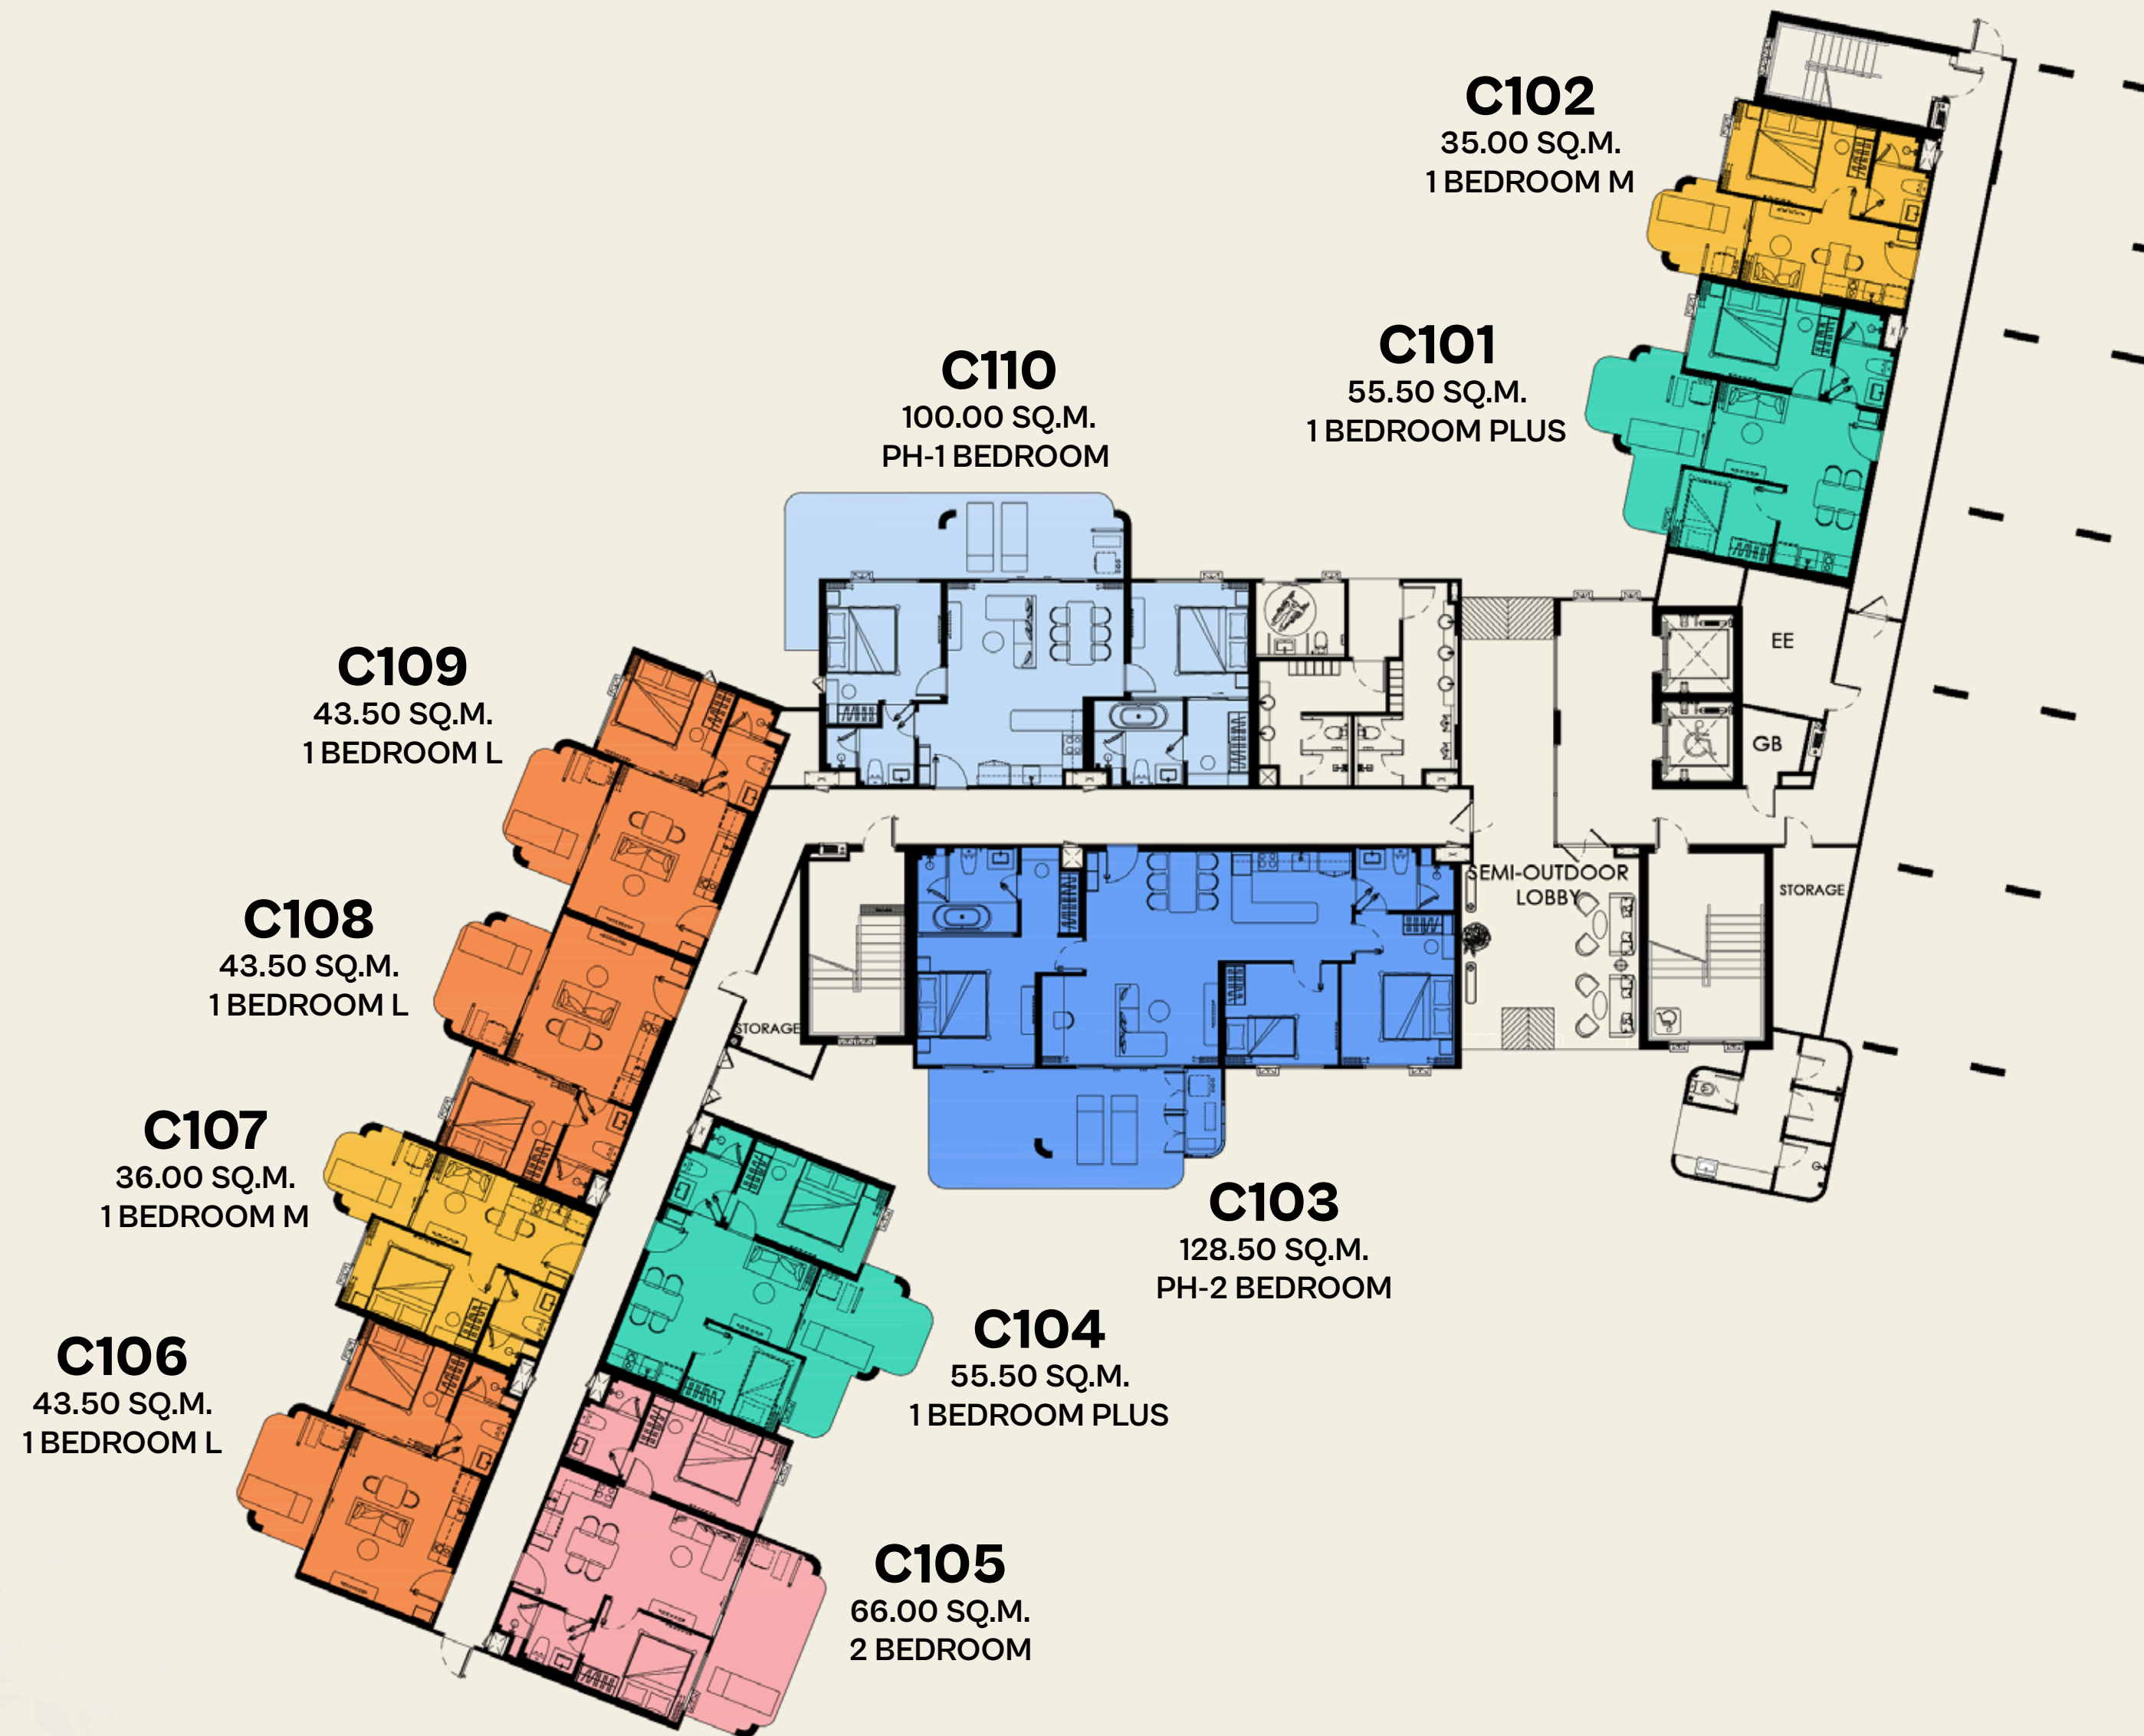 C102
35.00 SQ.M.
1 BEDROOM M
C101
55.50 SQ.M.
1 BEDROOM PLUS
C110
100.00 SQ.M.
PH-1 BEDROOM
EE
GB
C109
43.50 SQ.M.
1 BEDROOM L
SEMI-OUTDOOR
LOBBY
STORAGE
C108
43.50 SQ.M.
1 BEDROOM L
STORAGE
C107
36.00 SQ.M.
1 BEDROOM M
C103
128.50 SQ.M.
PH-2 BEDROOM
C104
55.50 SQ.M.
1 BEDROOM PLUS
C106
43.50 SQ.M.
1 BEDROOM L
C105
66.00 SQ.M.
2 BEDROOM